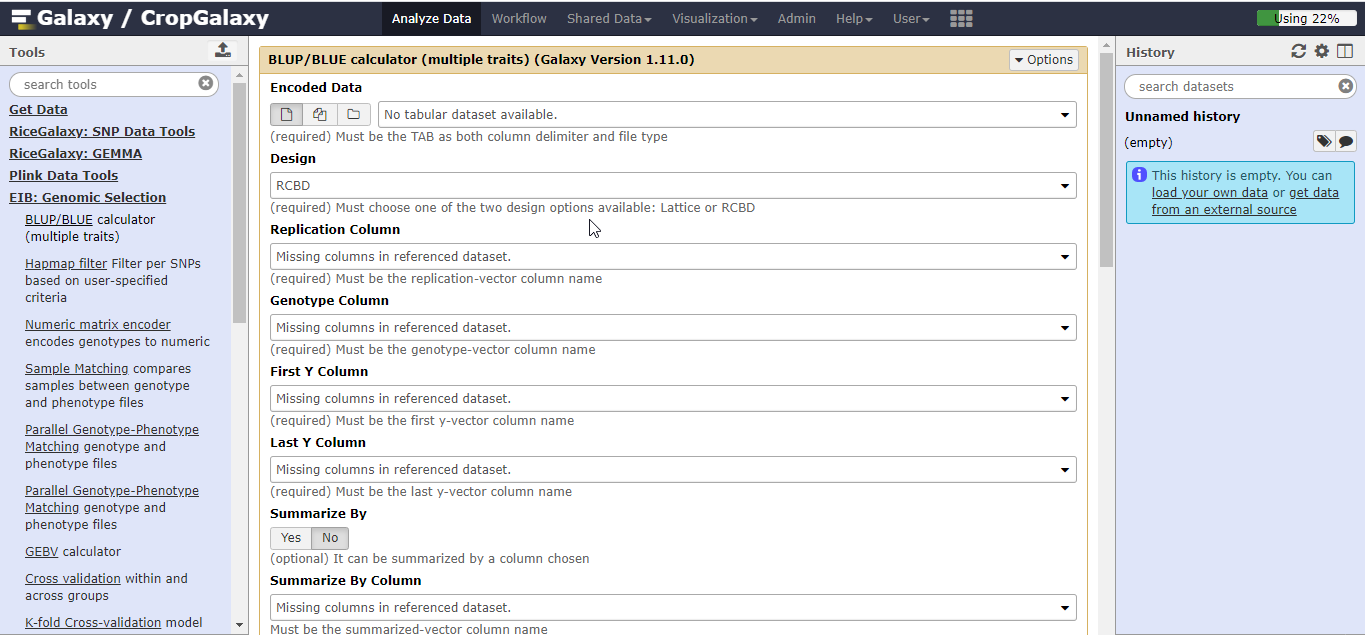 Galaxy / CropGalaxy
Analyze Data
Workflow
Shared Data
Visualization
Admin
Help
User
Using 22%
Tools
search tools
Get Data
RiceGalaxy: SNP Data Tools
RiceGalaxy: GEMMA
Plink Data Tools
EIB: Genomic Selection
BLUP/BLUE calculator
(multiple traits)
Hapmap filter Filter per SNPs
based on user-specified
criteria
Numeric matrix encoder
encodes genotypes to numeric
Sample Matching compares
samples between genotype
and phenotype files
Parallel Genotype-Phenotype
Matching genotype and
phenotype files
Parallel Genotype-Phenotype
Matching genotype and
phenotype files
GEBV calculator
Cross validation within and
across groups
K-fold Cross-validation model
BLUP/BLUE calculator (multiple traits) (Galaxy Version 1.11.0)
Options
Encoded Data
No tabular dataset available.
(required) Must be the TAB as both column delimiter and file type
Design
RCBD
(required) Must choose one of the two design options available: Lattice or RCBD
Replication Column
Missing columns in referenced dataset.
(required) Must be the replication-vector column name
Genotype Column
Missing columns in referenced dataset.
(required) Must be the genotype-vector column name
First Y Column
Missing columns in referenced dataset.
(required) Must be the first y-vector column name
Last Y Column
Missing columns in referenced dataset.
(required) Must be the last y-vector column name
Summarize By
Yes No
(optional) It can be summarized by a column chosen
Summarize By Column
Missing columns in referenced dataset.
Must be the summarized-vector column name
History
search datasets
Unnamed history
(empty)
This history is empty. You can
load your own data or get data
from an external source